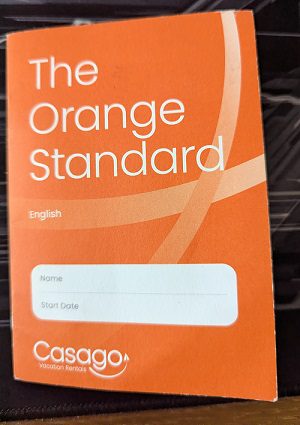 The
Orange
Standard
English
Name
Start Date
Casago
Vacation Rentals